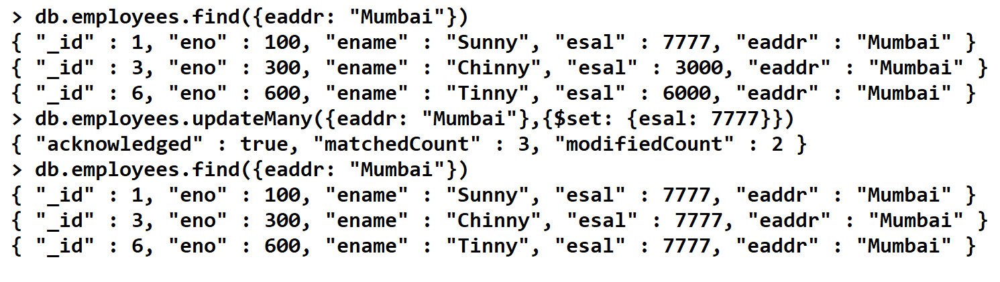 > db.employees.find({eaddr: "Mumbai"})
{ "_id" : 1, "eno" : 100, "ename" : "Sunny", "esal" : 7777, "eaddr" : "Mumbai" }
{ "_id" : 3, "eno" : 300, "ename" : "Chinny", "esal" : 3000, "eaddr" : "Mumbai" }
{ "_id" : 6, "eno" : 600, "ename" : "Tinny", "esal" : 6000, "eaddr" : "Mumbai" }
> db.employees.updateMany({eaddr: "Mumbai"},{$set: {esal: 7777}})
{ "acknowledged" : true, "matchedCount" : 3, "modifiedCount" : 2 }
> db.employees.find({eaddr: "Mumbai"})
{ "_id" : 1, "eno" : 100, "ename" : "Sunny", "esal" : 7777, "eaddr" : "Mumbai" }
{ "_id" : 3, "eno" : 300, "ename" : "Chinny", "esal" : 7777, "eaddr" : "Mumbai" }
{ "_id" : 6, "eno" : 600, "ename" : "Tinny", "esal" : 7777, "eaddr" : "Mumbai" }